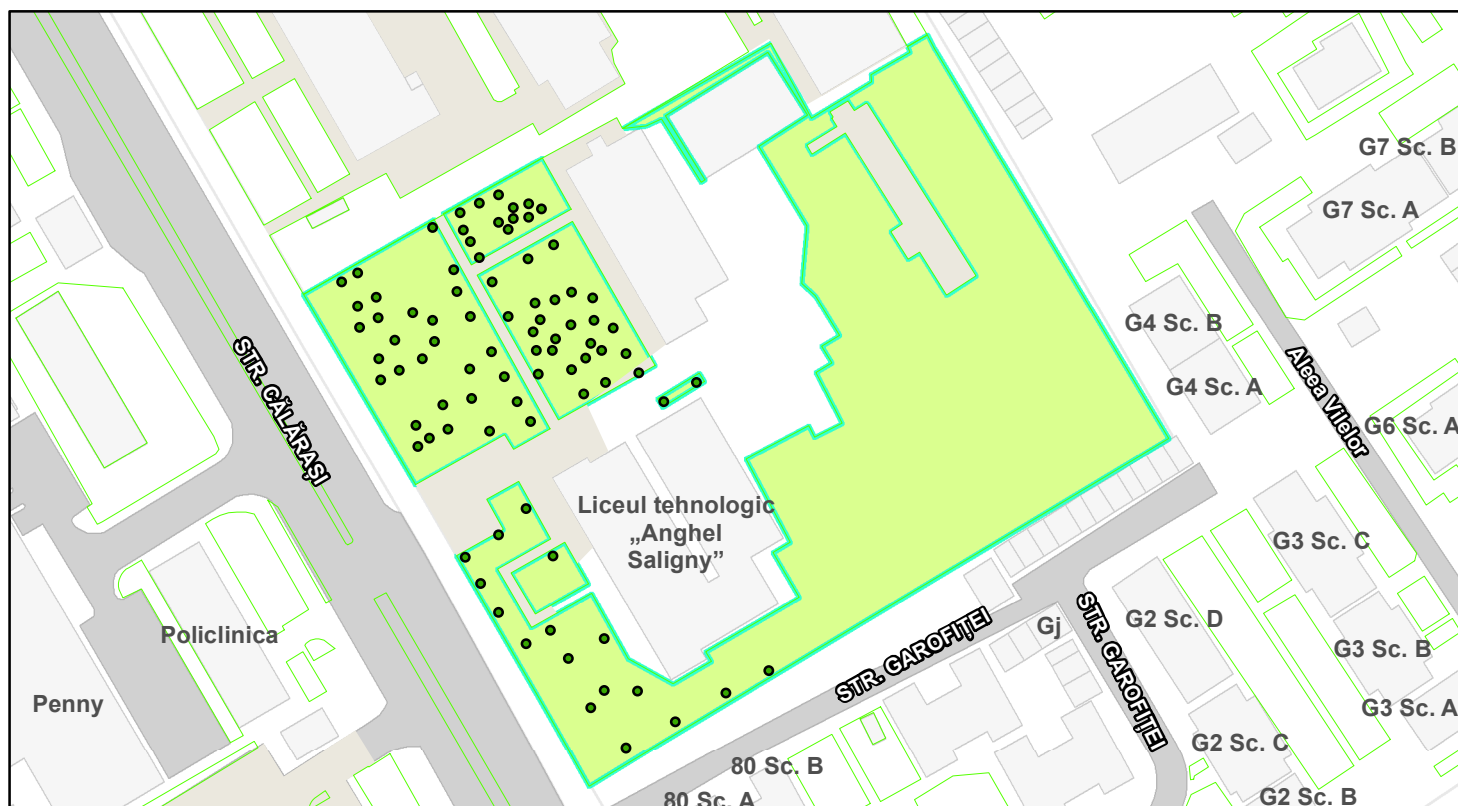 G7 Sc. B
G7 Sc. A
G4 Sc. B
G4 Sc. A
Aleea Vilelor
G6 Sc. A
STR. CĂLĂRAȘI
Liceul tehnologic
„Anghel
Saligny”
G3 Sc. C
G2 Sc. D
Gj
STR. GAROFIȚEI
STR. GAROFIȚEI
Policlinica
G3 Sc. B
Penny
G3 Sc. A
G2 Sc. C
80 Sc. B
80 Sc. A
G2 Sc. B